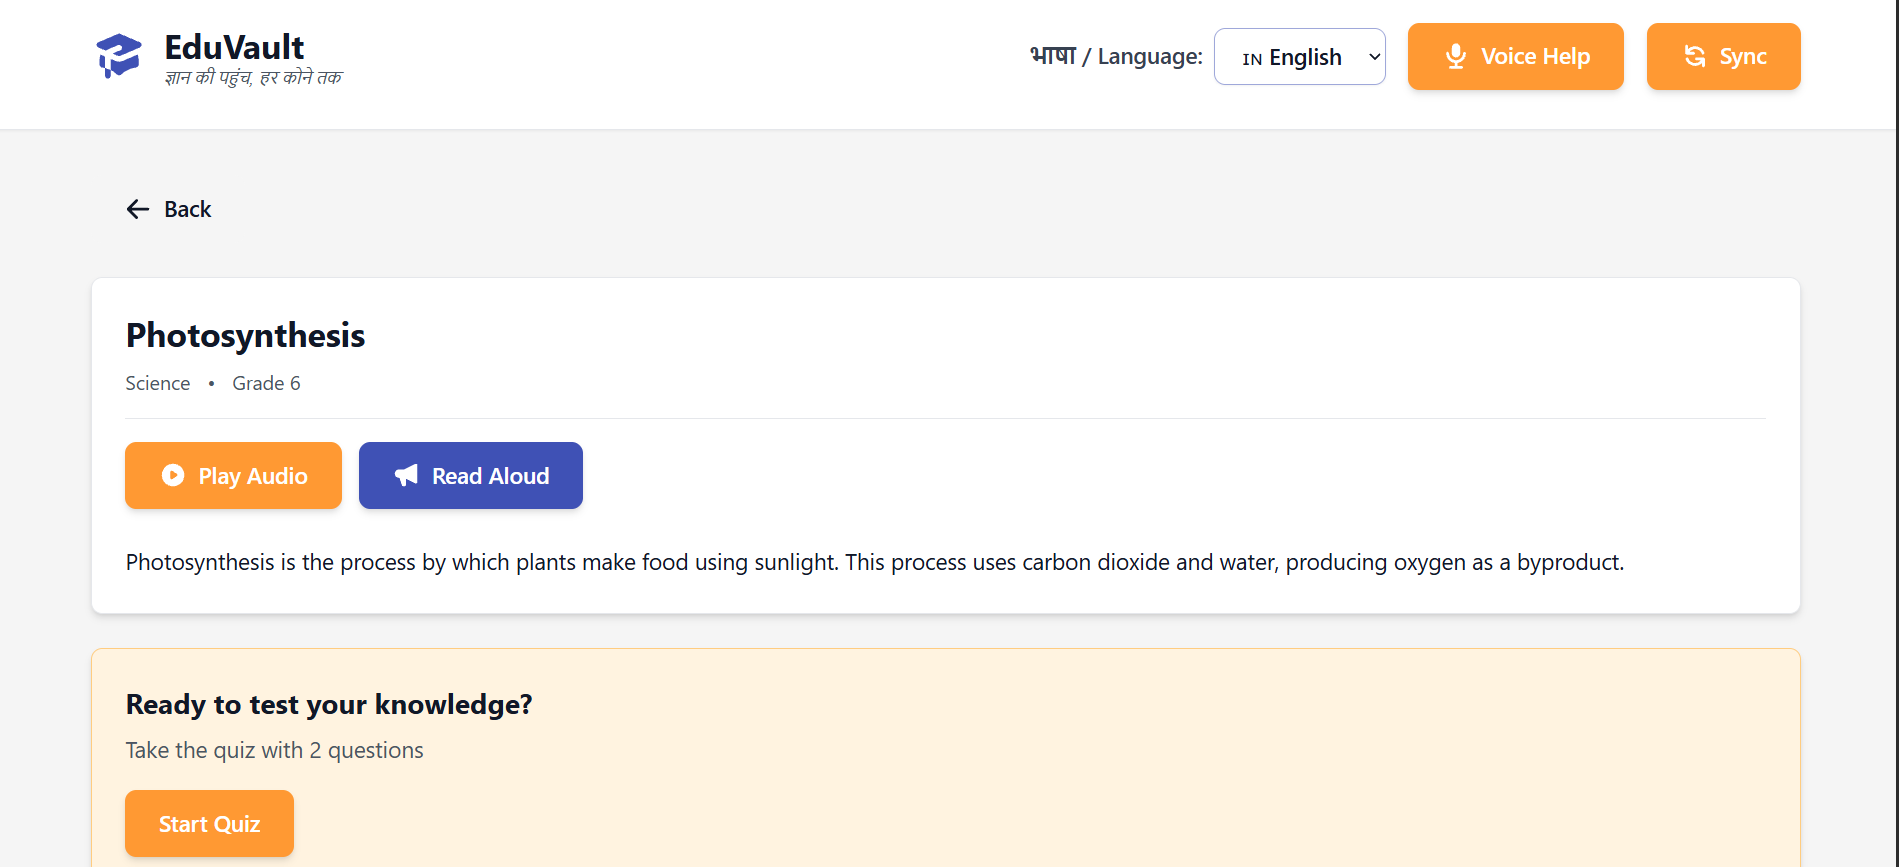 EduVault
ज्ञान की पहुंच, हर कोने तक
भाषा / Language:
IN English
Voice Help
Sync
Back
Photosynthesis
Science • Grade 6
Play Audio
Read Aloud
Photosynthesis is the process by which plants make food using sunlight. This process uses carbon dioxide and water, producing oxygen as a byproduct.
Ready to test your knowledge?
Take the quiz with 2 questions
Start Quiz